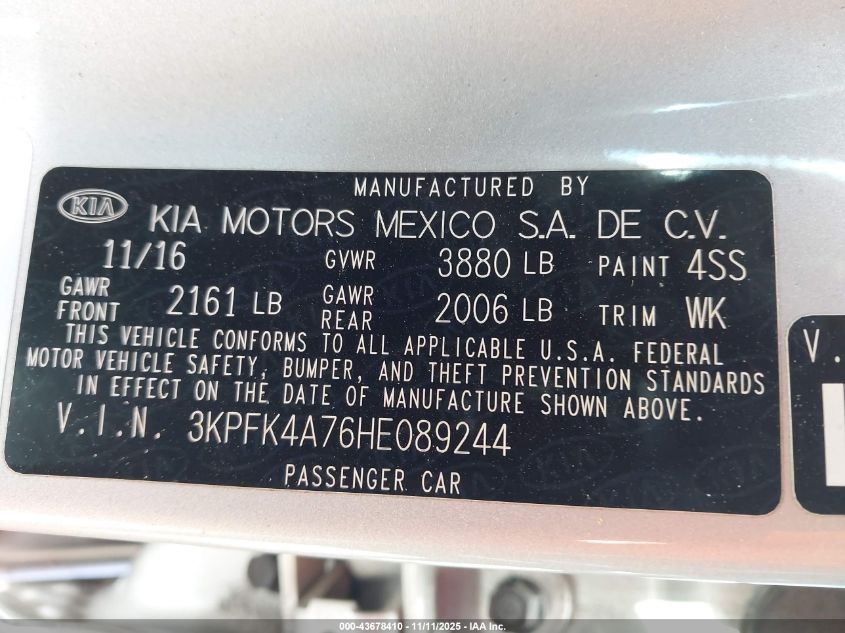 MANUFACTURED BY
KIA KIA MOTORS MEXICO S.A. DE C.V.
11/16 GVWR 3880 LB PAINT 4SS
GAWR FRONT 2161 LB GAWR REAR 2006 LB TRIM WK
THIS VEHICLE CONFORMS TO ALL APPLICABLE U.S.A. FEDERAL
MOTOR VEHICLE SAFETY, BUMPER, AND THEFT PREVENTION STANDARDS
IN EFFECT ON THE DATE OF MANUFACTURE SHOWN ABOVE.
V.I.N. 3KPFK4A76HE089244
PASSENGER CAR
V.
000-43678410 - 11/11/2025 - © IAA Inc.